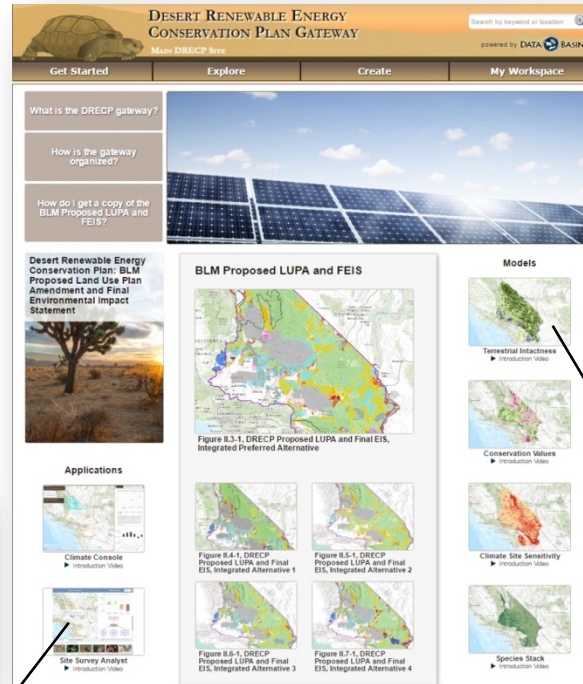 DESERT RENEWABLE ENERGY
CONSERVATION PLAN GATEWAY
MAIN DRECP SITE
Search by keyword or location
powered by DATA BASIN
Get Started
Explore
Create
My Workspace
What is the DRECP gateway?
How is the gateway
organized?
How do I get a copy of the
BLM Proposed LUPA and
FEIS?
Desert Renewable Energy
Conservation Plan: BLM
Proposed Land Use Plan
Amendment and Final
Environmental Impact
Statement
Applications
Climate Console
Introduction Video
Site Survey Analyst
Introduction Video
BLM Proposed LUPA and FEIS
Figure II.3-1, DRECP Proposed LUPA and Final EIS,
Integrated Preferred Alternative
Figure II.4-1, DRECP
Proposed LUPA and Final
EIS, Integrated Alternative 1
Figure II.5-1, DRECP
Proposed LUPA and Final
EIS, Integrated Alternative 2
Figure II.6-1, DRECP
Proposed LUPA and Final
EIS, Integrated Alternative 3
Figure II.7-1, DRECP
Proposed LUPA and Final
EIS, Integrated Alternative 4
Models
Terrestrial Intactness
Introduction Video
Conservation Values
Introduction Video
Climate Site Sensitivity
Introduction Video
Species Stack
Introduction Video